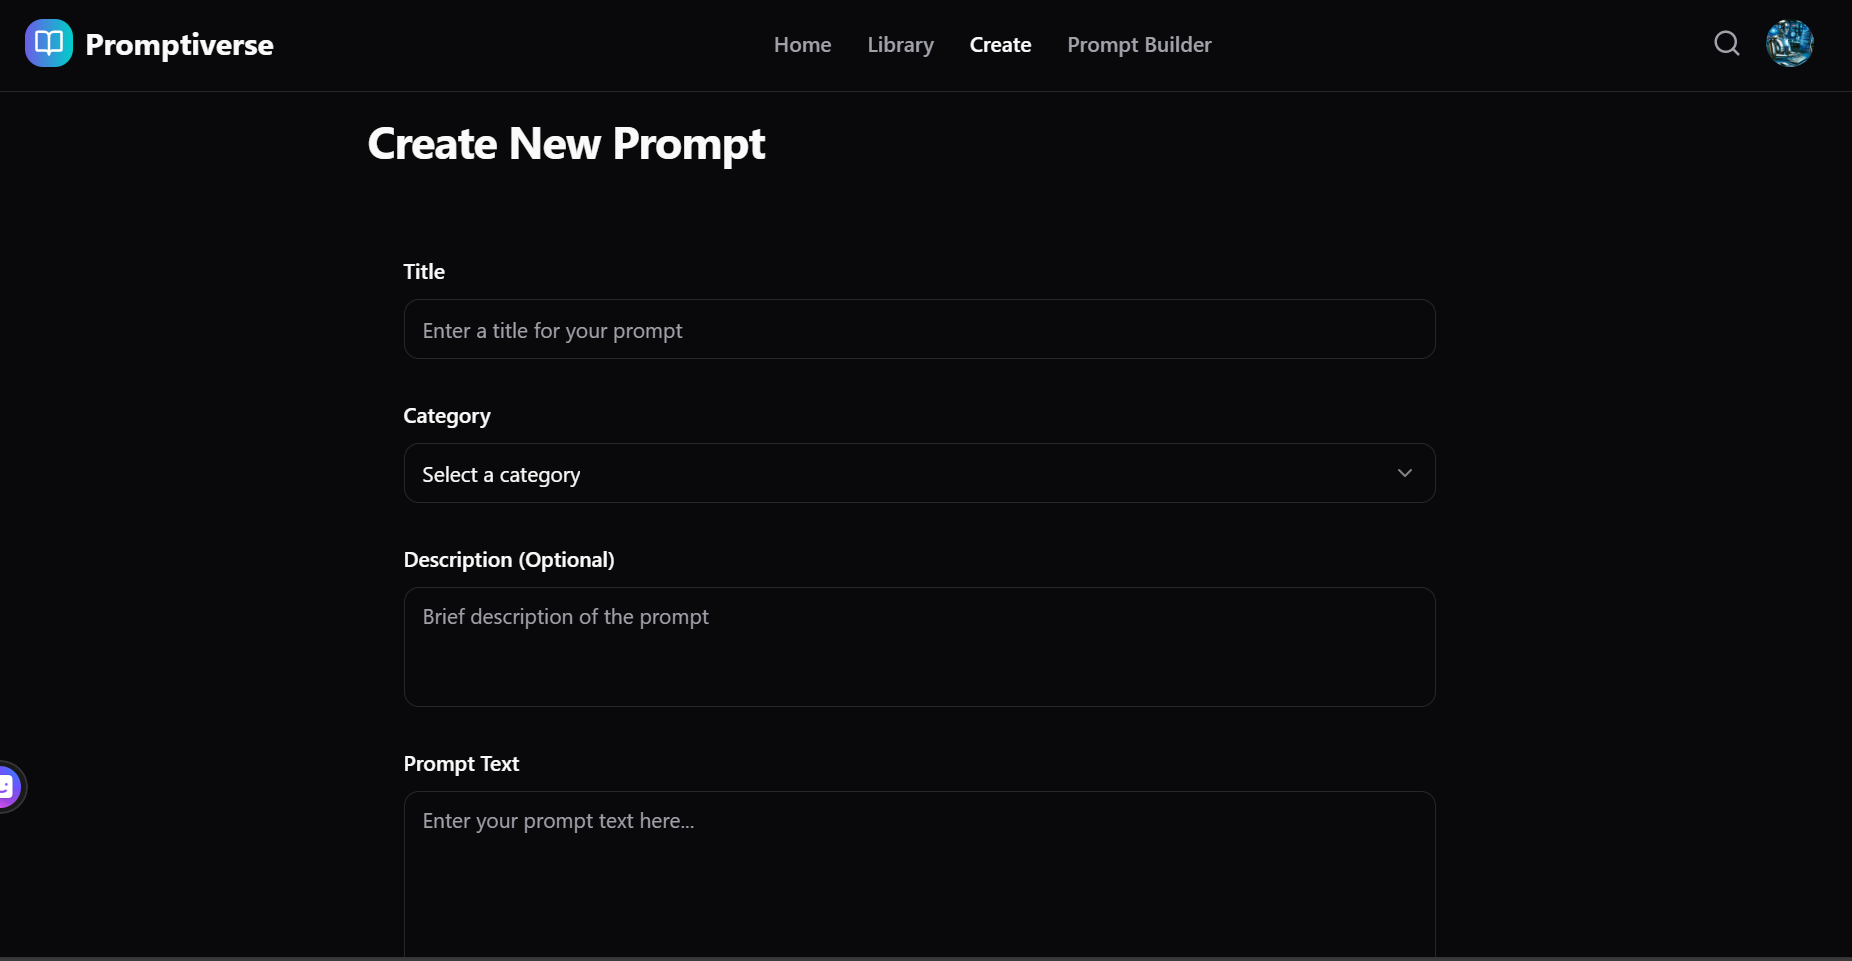 Promptiverse
Home Library Create Prompt Builder
Create New Prompt
Title
Enter a title for your prompt
Category
Select a category
Description (Optional)
Brief description of the prompt
Prompt Text
Enter your prompt text here...